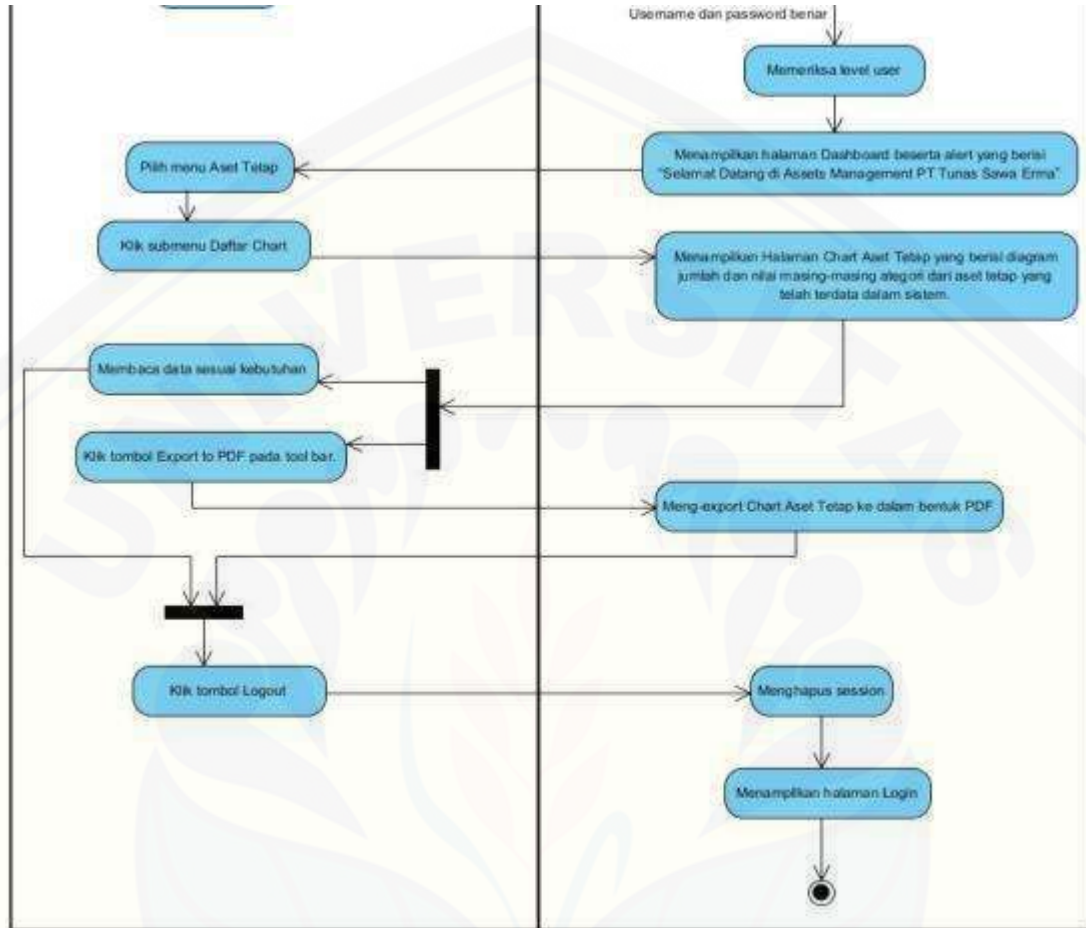 Username dan password benar
Memeriksa level user
Menampilkan halaman Dashboard beserta alert yang berisi
"Selamat Datang di Assets Management PT Tunas Sawa Erma"
Pilih menu Aset Tetap
Klik submenu Daftar Chart
Menampilkan Halaman Chart Aset Tetap yang berisi diagram
jumlah dan nilai masing-masing ategori dari aset tetap yang
telah terdata dalam sistem.
Membaca data sesuai kebutuhan
Klik tombol Export to PDF pada tool bar.
Meng-export Chart Aset Tetap ke dalam bentuk PDF
Klik tombol Logout
Menghapus session
Menampilkan halaman Login
UNIVERSITAS